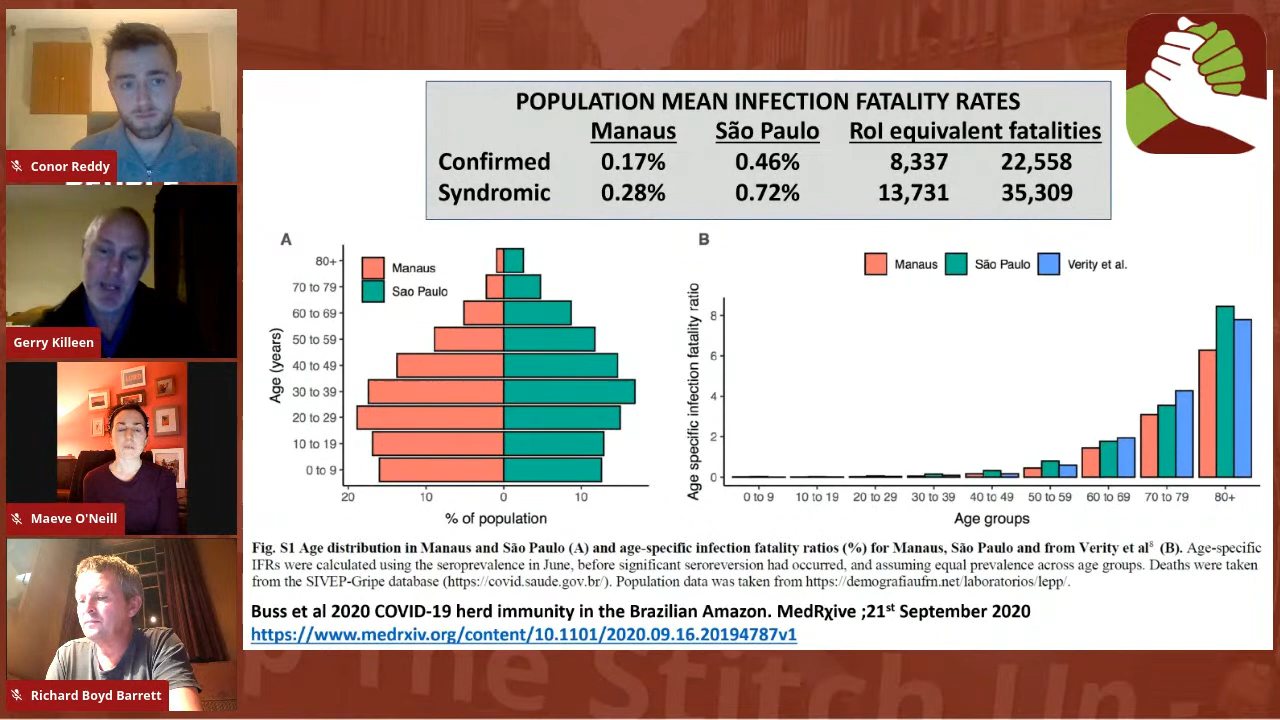 Conor Reddy
Gerry Killeen
Maeve O'Neill
Richard Boyd Barrett
POPULATION MEAN INFECTION FATALITY RATES
Manaus São Paulo RoI equivalent fatalities
Confirmed 0.17% 0.46% 8,337 22,558
Syndromic 0.28% 0.72% 13,731 35,309
A
Manaus
Sao Paulo
Age (years)
80+
70 to 79
60 to 69
50 to 59
40 to 49
30 to 39
20 to 29
10 to 19
0 to 9
20 10 0 10
% of population
B
Manaus São Paulo Verity et al.
Age specific infection fatality ratio
8
6
4
2
0
0 to 9 10 to 19 20 to 29 30 to 39 40 to 49 50 to 59 60 to 69 70 to 79 80+
Age groups
Fig. S1 Age distribution in Manaus and São Paulo (A) and age-specific infection fatality ratios (%) for Manaus, São Paulo and from Verity et al⁸ (B). Age-specific
IFRs were calculated using the seroprevalence in June, before significant seroreversion had occurred, and assuming equal prevalence across age groups. Deaths were taken
from the SIVEP-Gripe database (https://covid.saude.gov.br/). Population data was taken from https://demografiaufrn.net/laboratorios/lepp/.
Buss et al 2020 COVID-19 herd immunity in the Brazilian Amazon. MedRχive ;21st September 2020
https://www.medrxiv.org/content/10.1101/2020.09.16.20194787v1
The Stitch Up